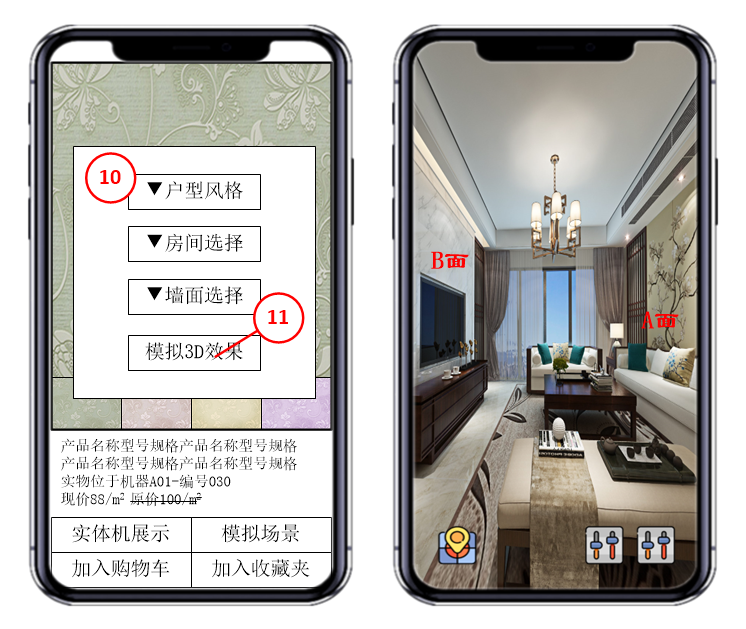 10
▼户型风格
▼房间选择
▼墙面选择
11
模拟3D效果
产品名称型号规格产品名称型号规格
产品名称型号规格产品名称型号规格
实物位于机器A01-编号030
现价88/m² 原价100/m²
实体机展示
模拟场景
加入购物车
加入收藏夹
B面
A面